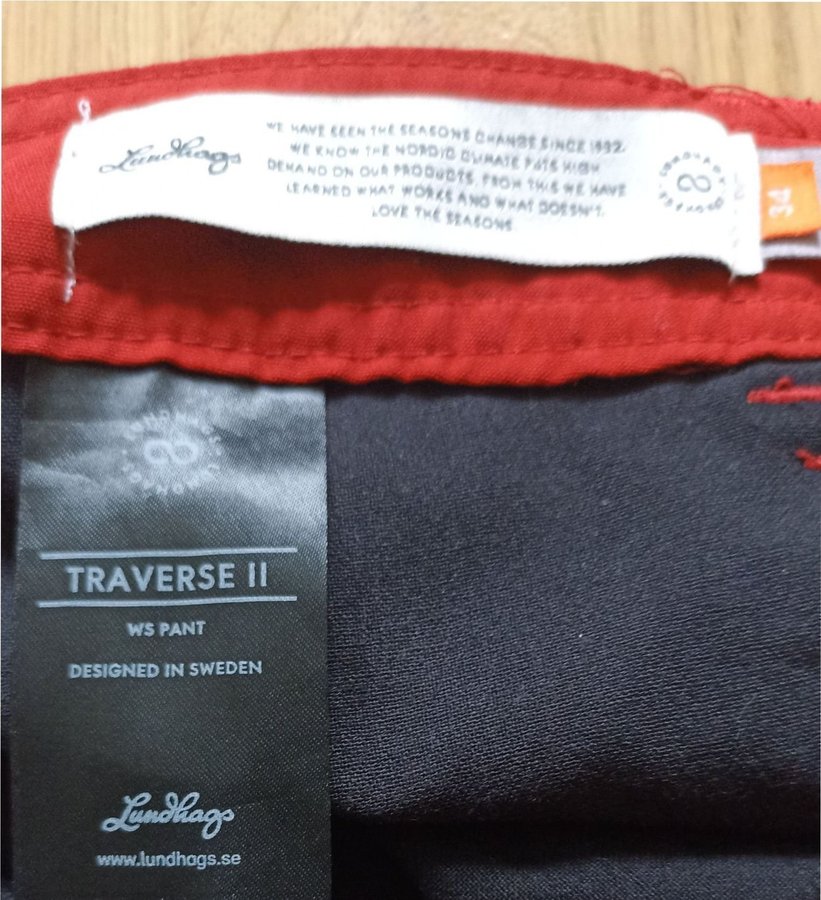 Lundhags
WE HAVE SEEN THE SEASONS CHANGE SINCE 1932.
WE KNOW THE NORDIC CLIMATE PUTS HIGH
DEMAND ON OUR PRODUCTS. FROM THIS WE HAVE
LEARNED WHAT WORKS AND WHAT DOESN'T.
LOVE THE SEASONS
LUNDHAGS
34
TRAVERSE II
WS PANT
DESIGNED IN SWEDEN
Lundhags
www.lundhags.se